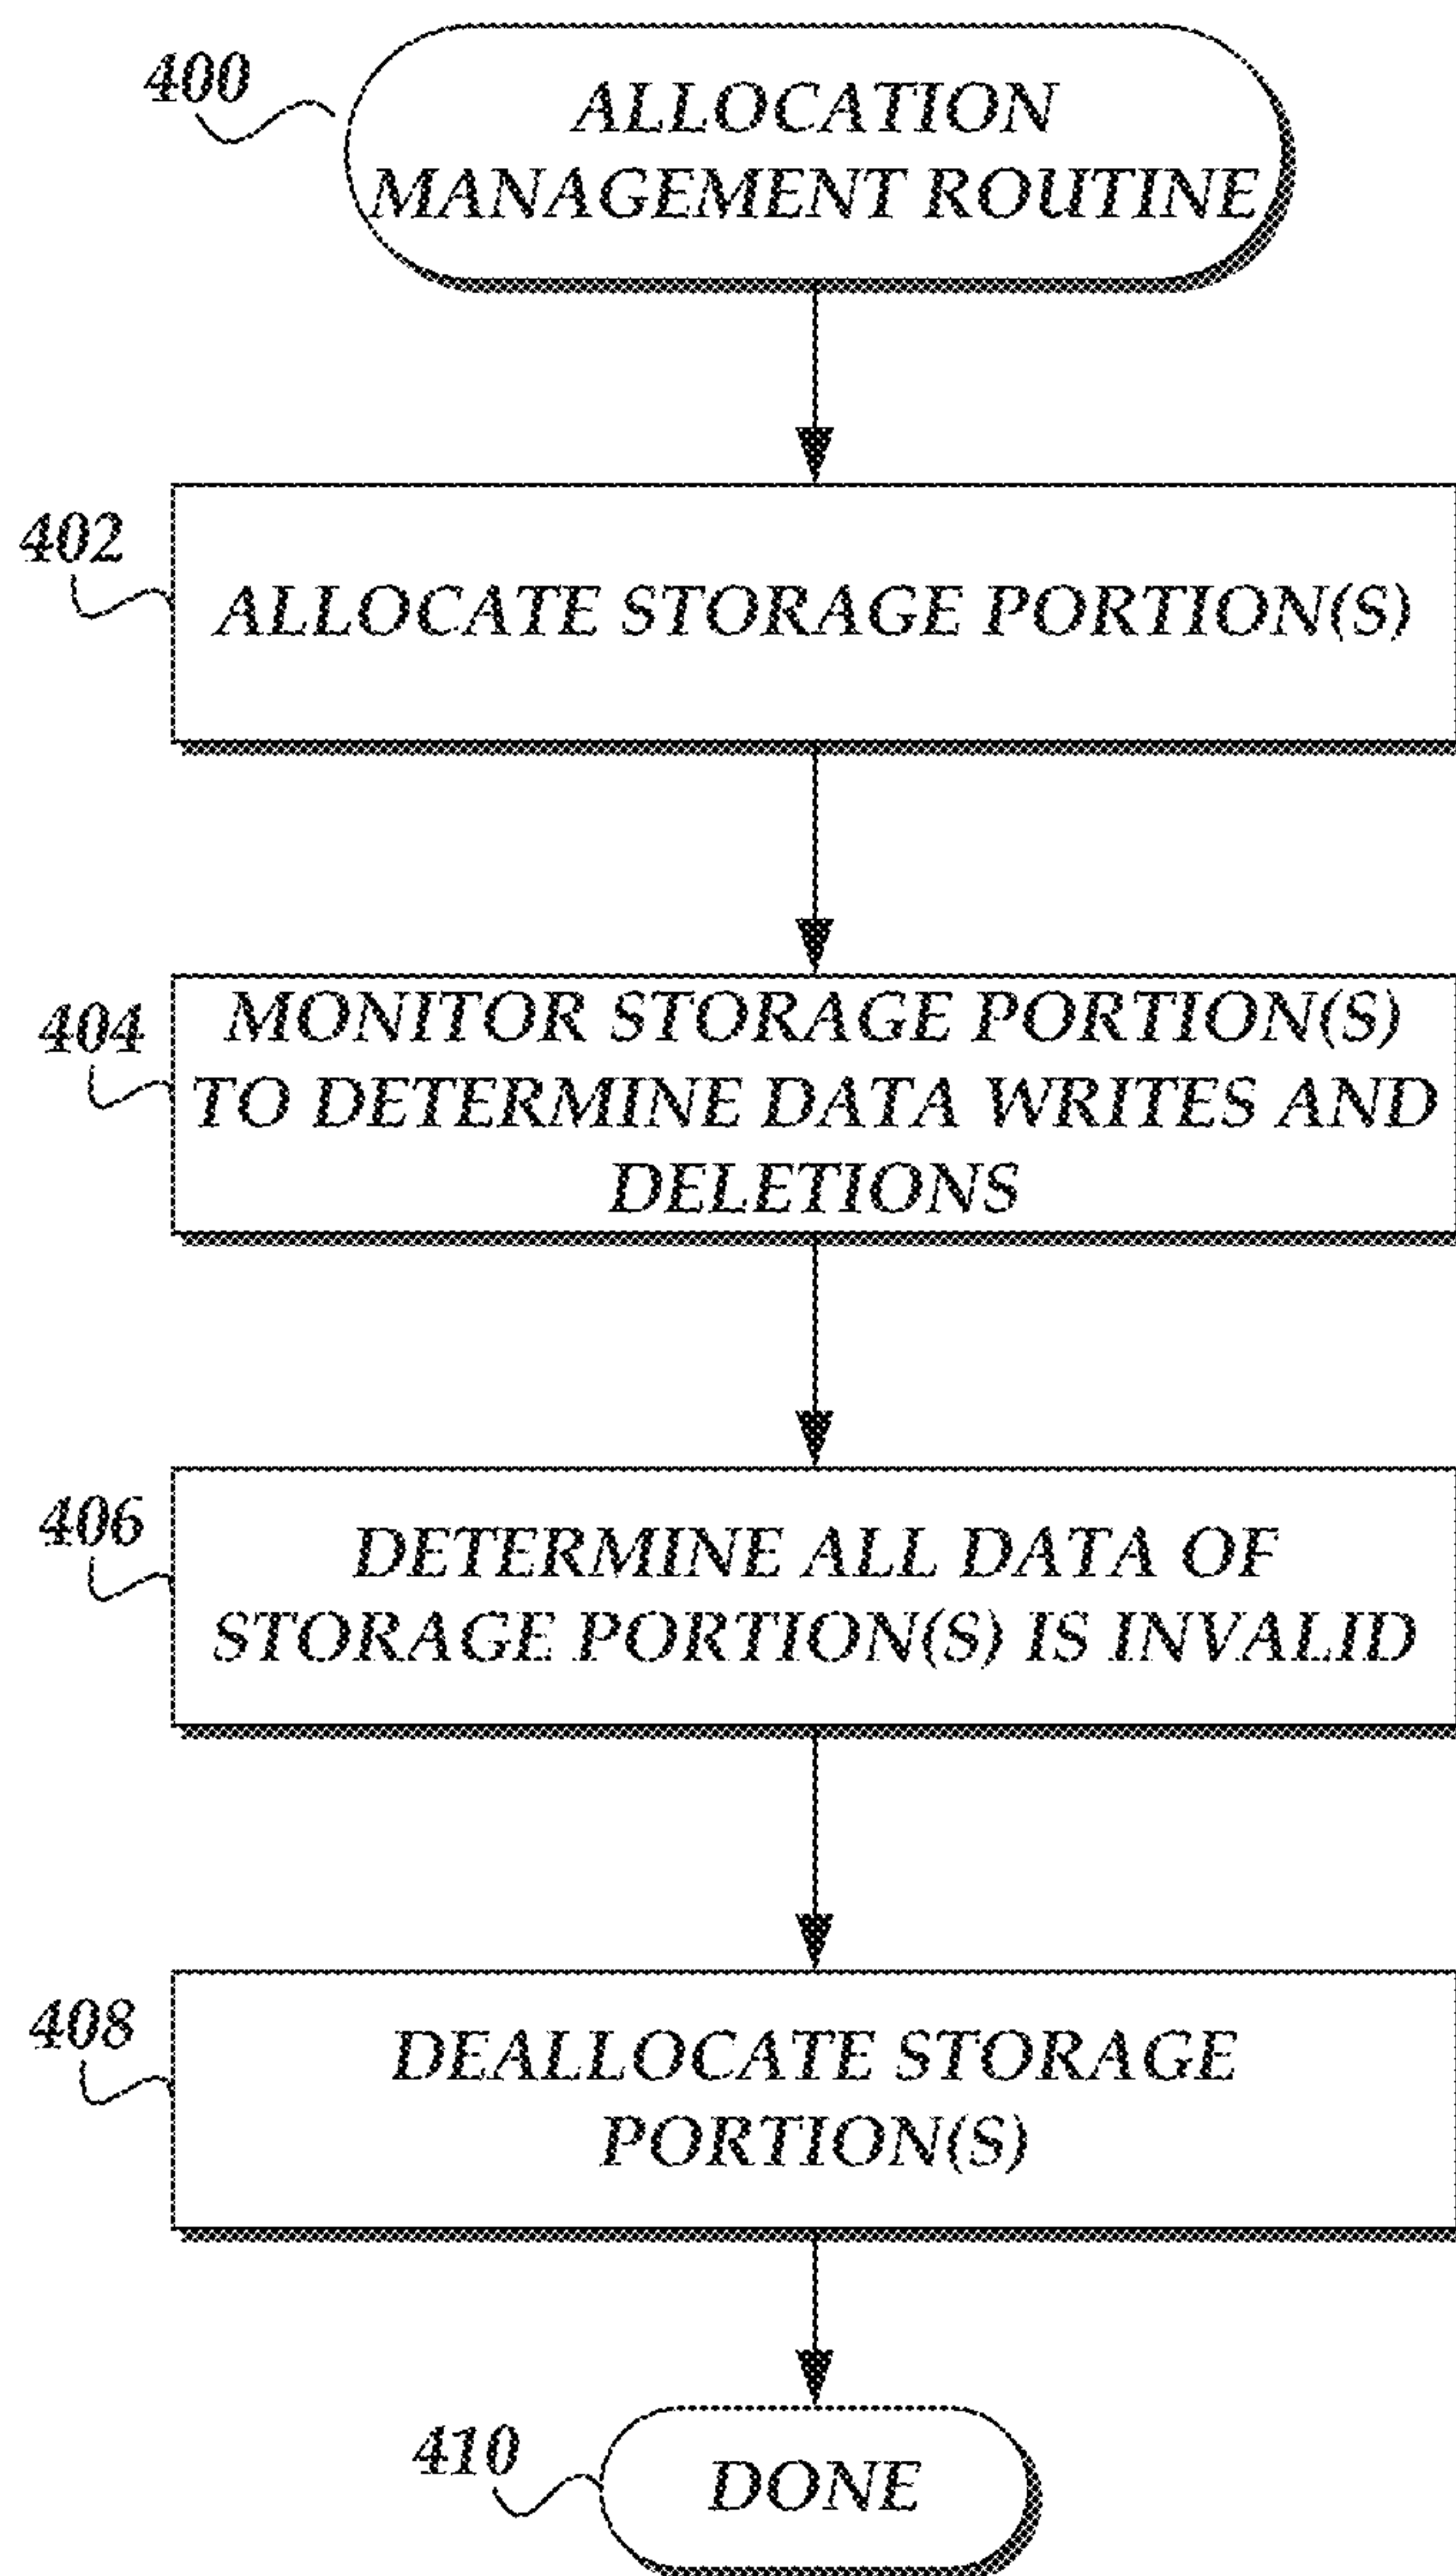 400
ALLOCATION
MANAGEMENT ROUTINE
402
ALLOCATE STORAGE PORTION(S)
404
MONITOR STORAGE PORTION(S)
TO DETERMINE DATA WRITES AND
DELETIONS
406
DETERMINE ALL DATA OF
STORAGE PORTION(S) IS INVALID
408
DEALLOCATE STORAGE
PORTION(S)
410
DONE